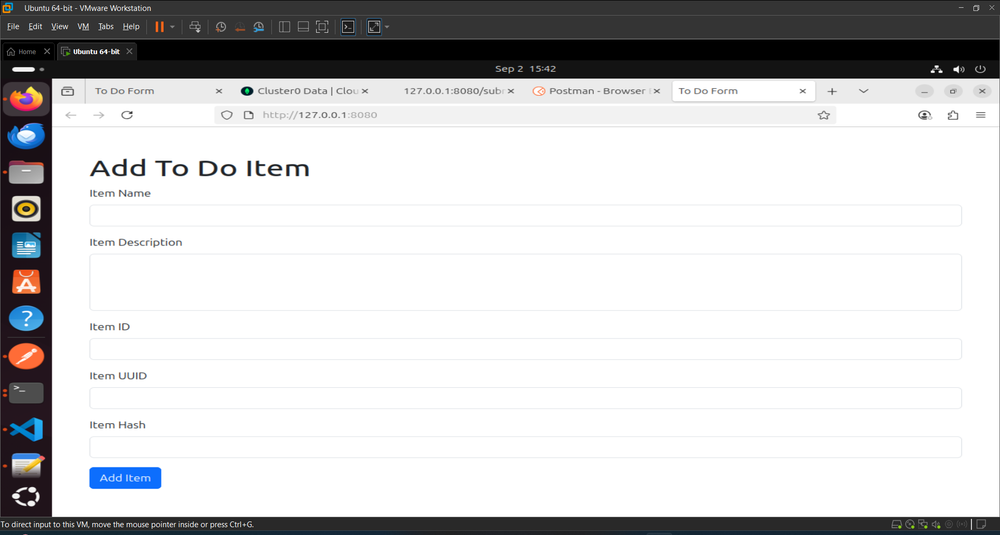 Ubuntu 64-bit - VMware Workstation
File Edit View VM Tabs Help
Home Ubuntu 64-bit
Sep 2 15:42
To Do Form Cluster0 Data | Clou 127.0.0.1:8080/subr Postman - Browser To Do Form
http://127.0.0.1:8080
Add To Do Item
Item Name
Item Description
Item ID
Item UUID
Item Hash
Add Item
To direct input to this VM, move the mouse pointer inside or press Ctrl+G.